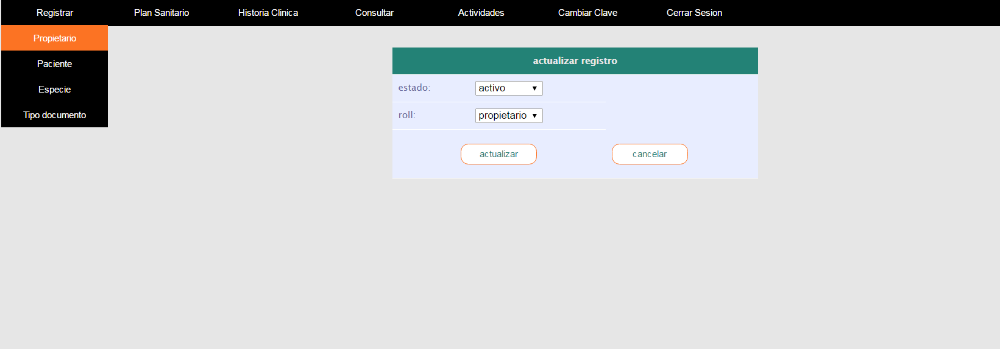 Registrar Plan Sanitario Historia Clinica Consultar Actividades Cambiar Clave Cerrar Sesion
Propietario
Paciente
Especie
Tipo documento
actualizar registro
estado: activo
roll: propietario
actualizar cancelar